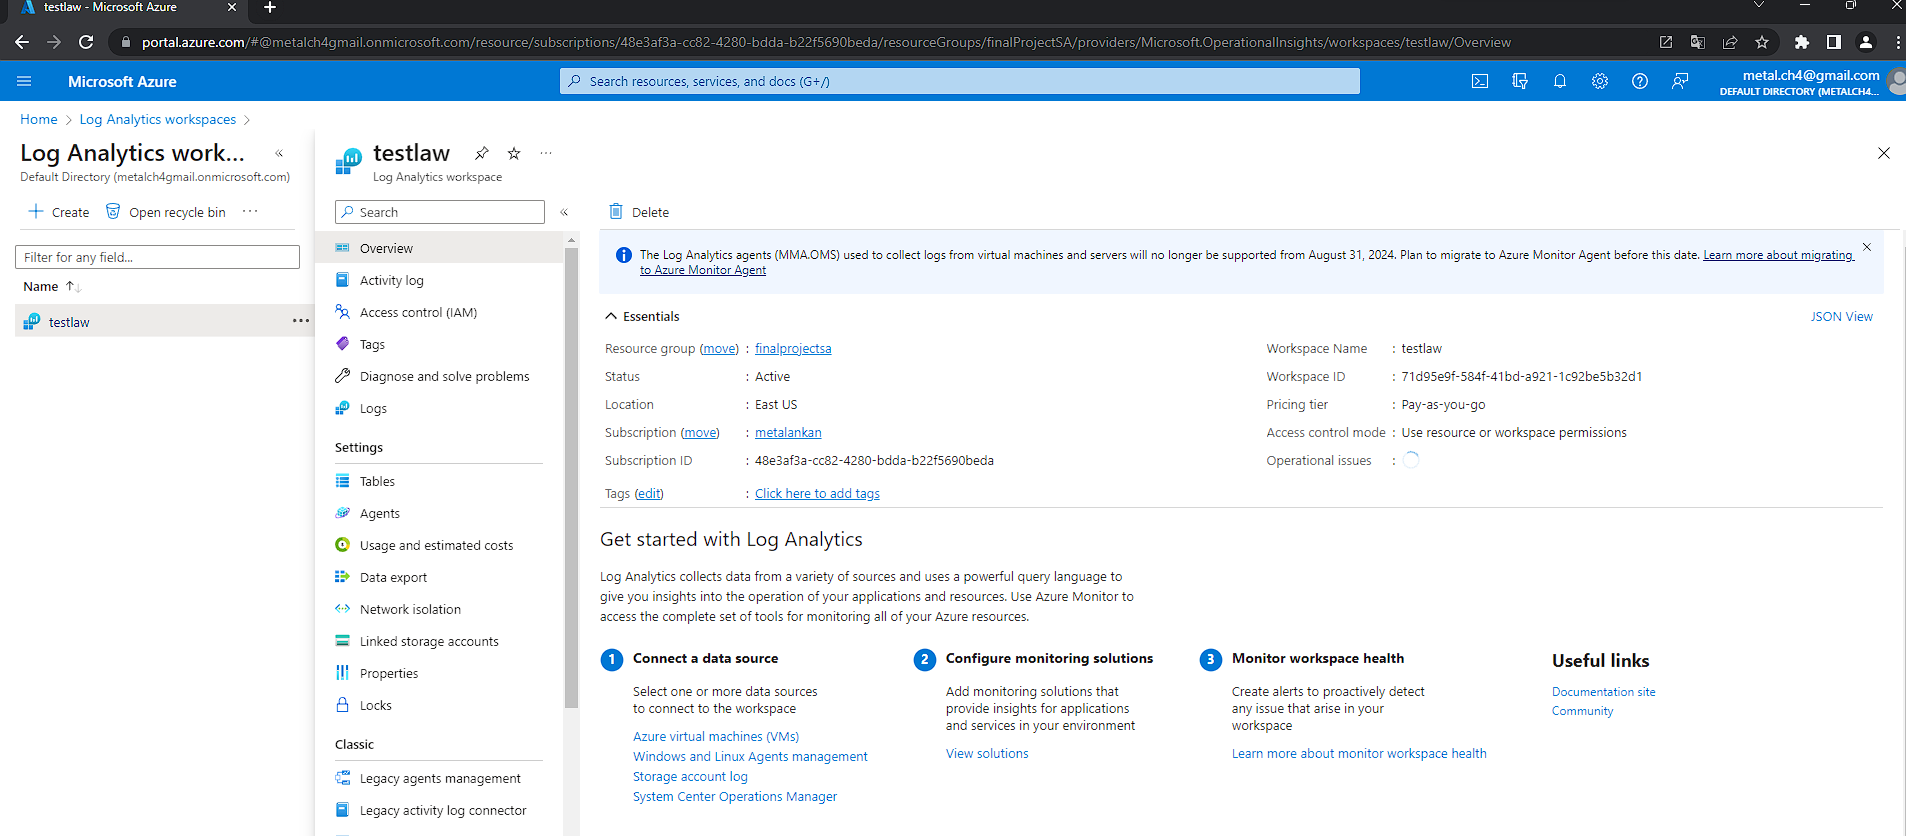 testlaw - Microsoft Azure
portal.azure.com/#@metalch4gmail.onmicrosoft.com/resource/subscriptions/48e3af3a-cc82-4280-bdda-b22f5690beda/resourceGroups/finalProjectSA/providers/Microsoft.OperationalInsights/workspaces/testlaw/Overview
Microsoft Azure
Search resources, services, and docs (G+/)
metal.ch4@gmail.com
DEFAULT DIRECTORY (METALCH4...
Home > Log Analytics workspaces >
Log Analytics work...
Default Directory (metalch4gmail.onmicrosoft.com)
Create
Open recycle bin
Filter for any field...
Name
testlaw
testlaw
Log Analytics workspace
Search
Overview
Activity log
Access control (IAM)
Tags
Diagnose and solve problems
Logs
Settings
Tables
Agents
Usage and estimated costs
Data export
Network isolation
Linked storage accounts
Properties
Locks
Classic
Legacy agents management
Legacy activity log connector
Delete
The Log Analytics agents (MMA.OMS) used to collect logs from virtual machines and servers will no longer be supported from August 31, 2024. Plan to migrate to Azure Monitor Agent before this date. Learn more about migrating
to Azure Monitor Agent
Essentials
JSON View
Resource group (move) : finalprojectsa
Status : Active
Location : East US
Subscription (move) : metalankan
Subscription ID : 48e3af3a-cc82-4280-bdda-b22f5690beda
Tags (edit) : Click here to add tags
Workspace Name : testlaw
Workspace ID : 71d95e9f-584f-41bd-a921-1c92be5b32d1
Pricing tier : Pay-as-you-go
Access control mode : Use resource or workspace permissions
Operational issues :
Get started with Log Analytics
Log Analytics collects data from a variety of sources and uses a powerful query language to
give you insights into the operation of your applications and resources. Use Azure Monitor to
access the complete set of tools for monitoring all of your Azure resources.
1 Connect a data source
Select one or more data sources
to connect to the workspace
Azure virtual machines (VMs)
Windows and Linux Agents management
Storage account log
System Center Operations Manager
2 Configure monitoring solutions
Add monitoring solutions that
provide insights for applications
and services in your environment
View solutions
3 Monitor workspace health
Create alerts to proactively detect
any issue that arise in your
workspace
Learn more about monitor workspace health
Useful links
Documentation site
Community